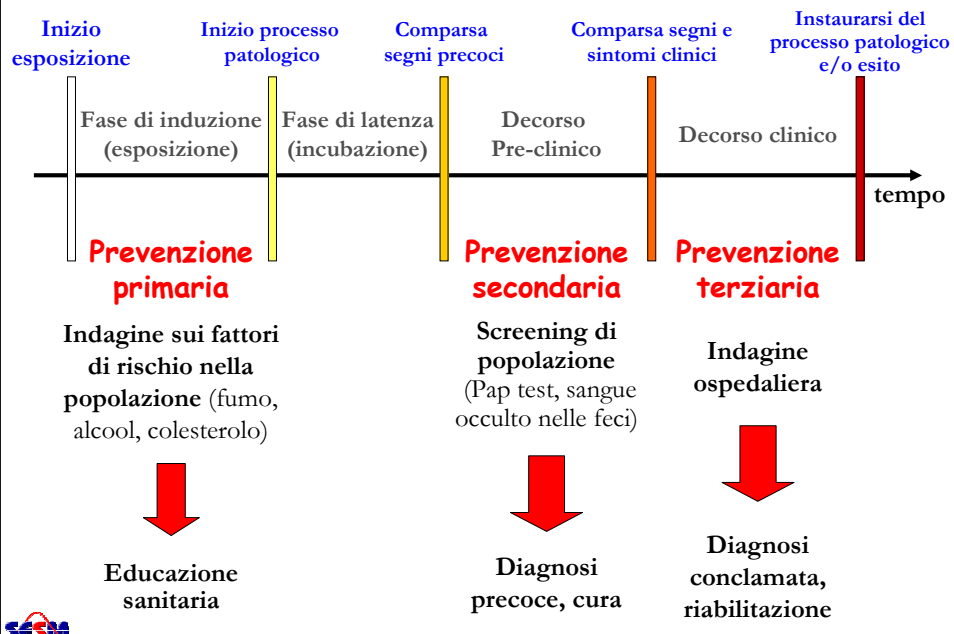 Inizio
esposizione
Inizio processo
patologico
Comparsa
segni precoci
Comparsa segni e
sintomi clinici
Instaurarsi del
processo patologico
e/o esito
Fase di induzione
(esposizione)
Fase di latenza
(incubazione)
Decorso
Pre-clinico
Decorso clinico
tempo
Prevenzione
primaria
Prevenzione
secondaria
Prevenzione
terziaria
Indagine sui fattori
di rischio nella
popolazione (fumo,
alcool, colesterolo)
Screening di
popolazione
(Pap test, sangue
occulto nelle feci)
Indagine
ospedaliera
Educazione
sanitaria
Diagnosi
precoce, cura
Diagnosi
conclamata,
riabilitazione